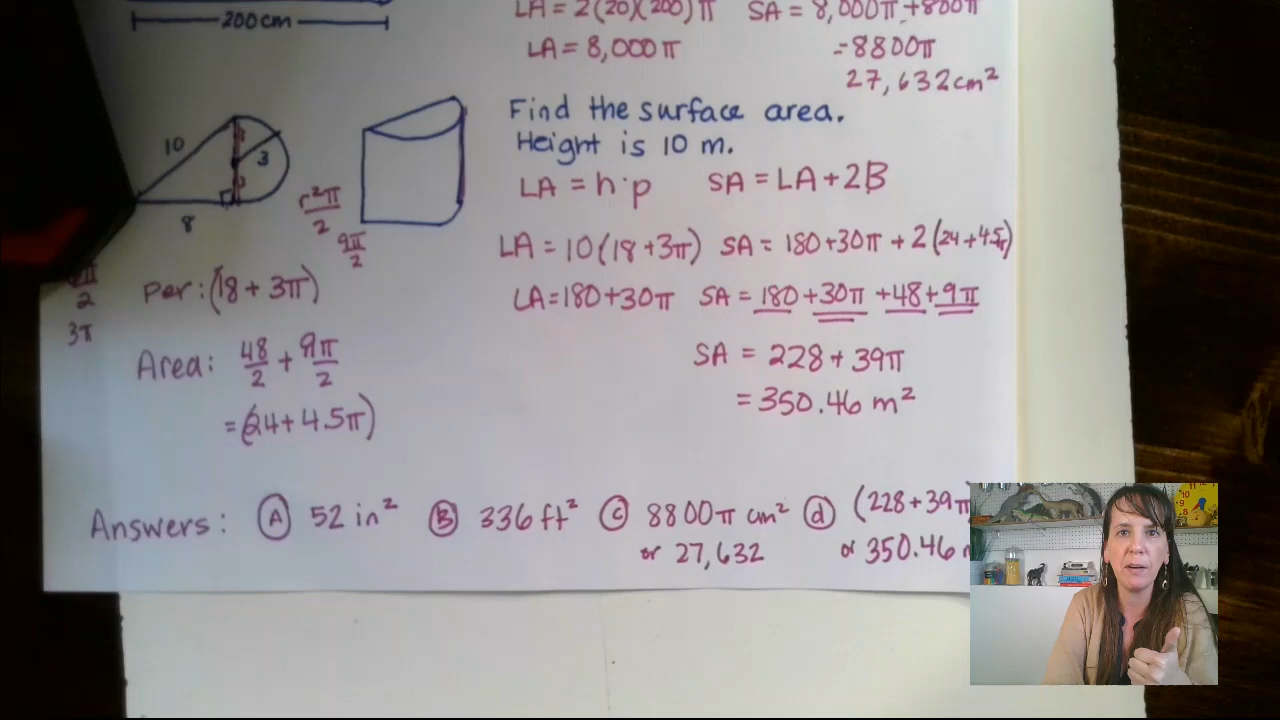 200 cm
LA = 2(20)(200)π
SA = 8,000π + 800π
LA = 8,000π
= 8800π
27,632 cm²
Find the surface area.
Height is 10 m.
10
3
8
r²π
2
9π
2
LA = h·p
SA = LA + 2B
LA = 10(18 + 3π)
SA = 180 + 30π + 2(24 + 4.5π)
LA = 180 + 30π
SA = 180 + 30π + 48 + 9π
SA = 228 + 39π
= 350.46 m²
2
3π
Per: (18 + 3π)
Area: 48/2 + 9π/2
= (24 + 4.5π)
Answers: A 52 in² B 336 ft² C 8800π cm² d (228 + 39π
or 27,632
or 350.46